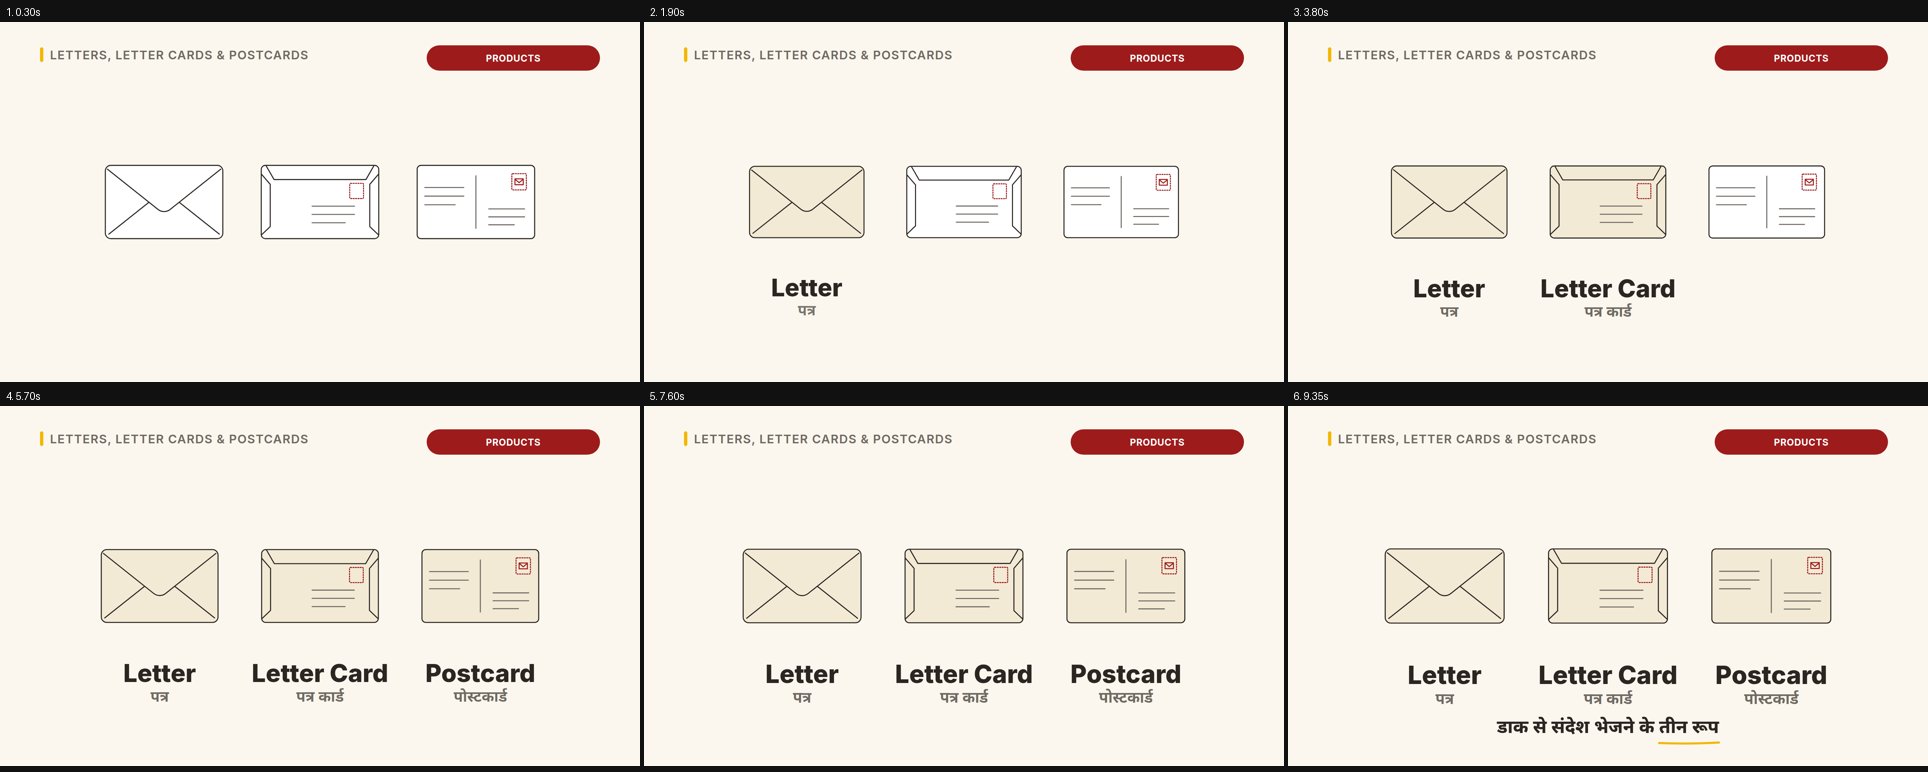 1. 0.30s
LETTERS, LETTER CARDS & POSTCARDS
PRODUCTS
2. 1.90s
LETTERS, LETTER CARDS & POSTCARDS
PRODUCTS
Letter
पत्र
3. 3.80s
LETTERS, LETTER CARDS & POSTCARDS
PRODUCTS
Letter
पत्र
Letter Card
पत्र कार्ड
4. 5.70s
LETTERS, LETTER CARDS & POSTCARDS
PRODUCTS
Letter
पत्र
Letter Card
पत्र कार्ड
Postcard
पोस्टकार्ड
5. 7.60s
LETTERS, LETTER CARDS & POSTCARDS
PRODUCTS
Letter
पत्र
Letter Card
पत्र कार्ड
Postcard
पोस्टकार्ड
6. 9.35s
LETTERS, LETTER CARDS & POSTCARDS
PRODUCTS
Letter
पत्र
Letter Card
पत्र कार्ड
Postcard
पोस्टकार्ड
डाक से संदेश भेजने के तीन रूप